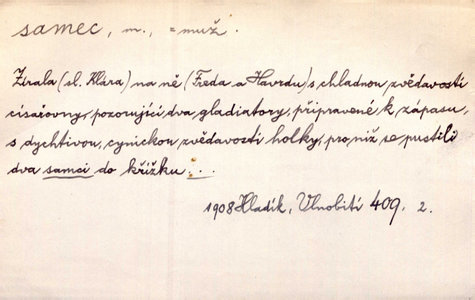 samec, m., = muž.
Zírala (sl. Klára) na ně (Freda a Havrdu) s chladnou zvědavostí
císařovny, pozorující dva gladiatory, připravené k zápasu,
s dychtivou, cynickou zvědavostí holky, pro niž se pustili
dva samci do křížku...
1908 Hladík, Vlnobití 409. 2.